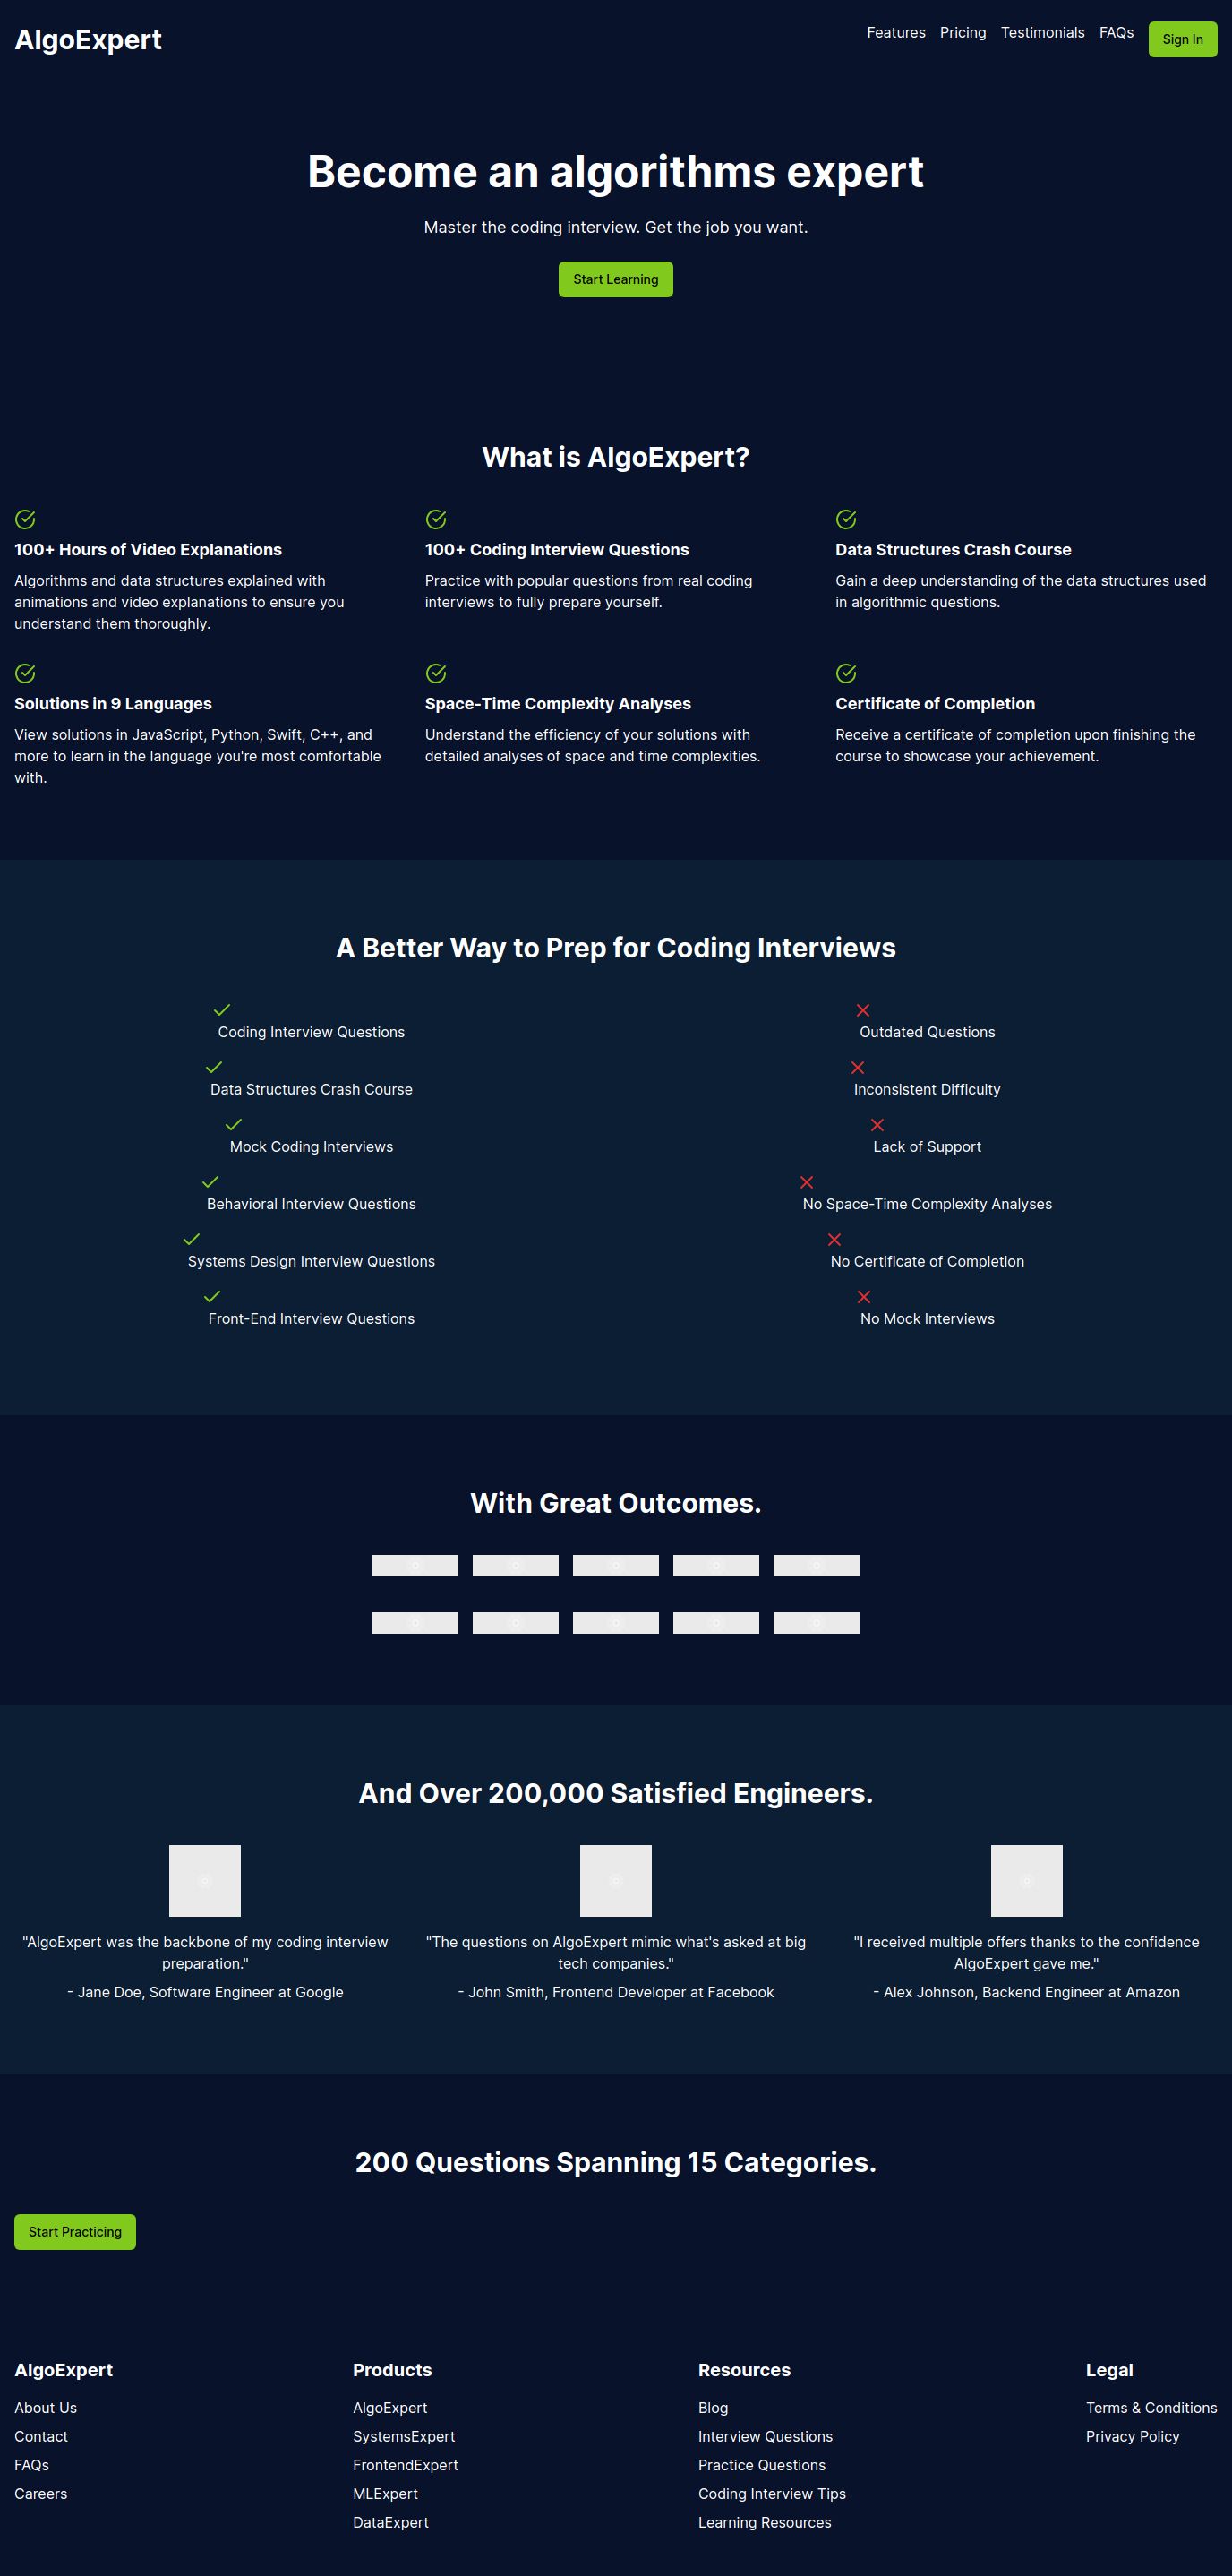 AlgoExpert
Features Pricing Testimonials FAQs Sign In
Become an algorithms expert
Master the coding interview. Get the job you want.
Start Learning
What is AlgoExpert?
100+ Hours of Video Explanations
Algorithms and data structures explained with
animations and video explanations to ensure you
understand them thoroughly.
100+ Coding Interview Questions
Practice with popular questions from real coding
interviews to fully prepare yourself.
Data Structures Crash Course
Gain a deep understanding of the data structures used
in algorithmic questions.
Solutions in 9 Languages
View solutions in JavaScript, Python, Swift, C++, and
more to learn in the language you're most comfortable
with.
Space-Time Complexity Analyses
Understand the efficiency of your solutions with
detailed analyses of space and time complexities.
Certificate of Completion
Receive a certificate of completion upon finishing the
course to showcase your achievement.
A Better Way to Prep for Coding Interviews
Coding Interview Questions
Data Structures Crash Course
Mock Coding Interviews
Behavioral Interview Questions
Systems Design Interview Questions
Front-End Interview Questions
Outdated Questions
Inconsistent Difficulty
Lack of Support
No Space-Time Complexity Analyses
No Certificate of Completion
No Mock Interviews
With Great Outcomes.
And Over 200,000 Satisfied Engineers.
"AlgoExpert was the backbone of my coding interview
preparation."
- Jane Doe, Software Engineer at Google
"The questions on AlgoExpert mimic what's asked at big
tech companies."
- John Smith, Frontend Developer at Facebook
"I received multiple offers thanks to the confidence
AlgoExpert gave me."
- Alex Johnson, Backend Engineer at Amazon
200 Questions Spanning 15 Categories.
Start Practicing
AlgoExpert
About Us
Contact
FAQs
Careers
Products
AlgoExpert
SystemsExpert
FrontendExpert
MLExpert
DataExpert
Resources
Blog
Interview Questions
Practice Questions
Coding Interview Tips
Learning Resources
Legal
Terms & Conditions
Privacy Policy